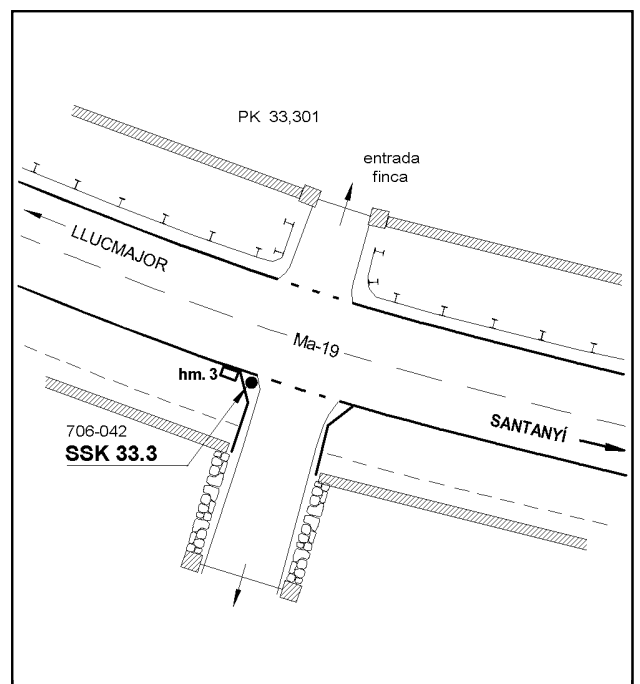 PK 33,301
entrada
finca
LLUCMAJOR
Ma-19
hm. 3
SANTANYÍ
706-042
SSK 33.3